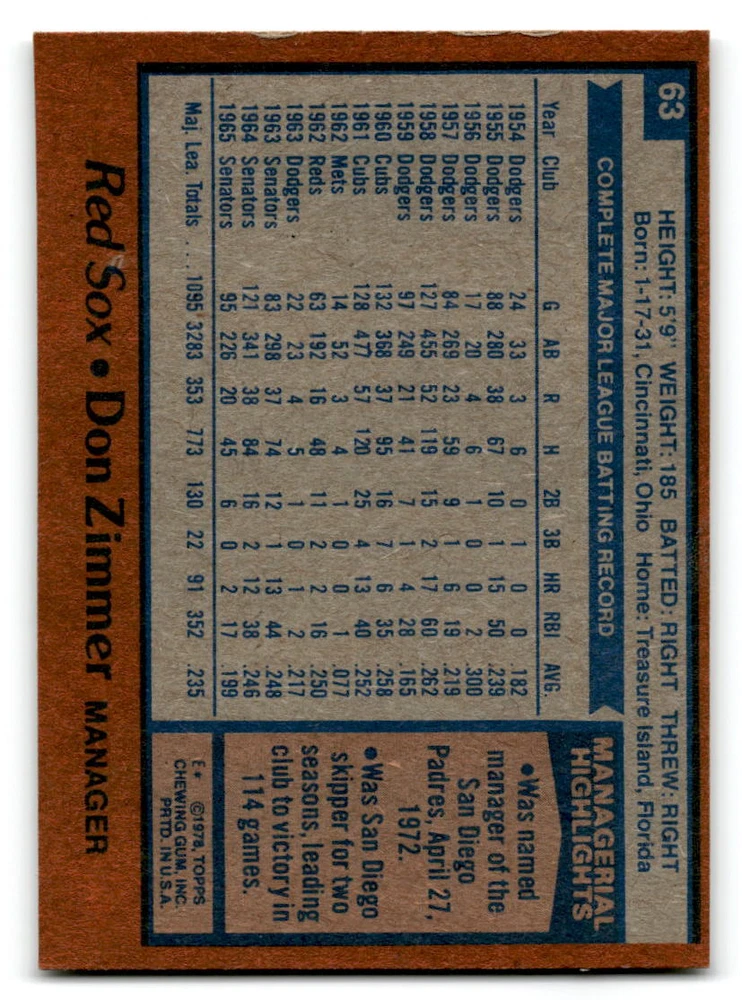 63
HEIGHT: 5'9" WEIGHT: 185 BATTED: RIGHT THREW: RIGHT
Born: 1-17-31, Cincinnati, Ohio Home: Treasure Island, Florida
COMPLETE MAJOR LEAGUE BATTING RECORD
Year Club G AB R H 2B 3B HR RBI AVG.
1954 Dodgers 24 33 3 6 0 1 0 0 .182
1955 Dodgers 88 280 38 67 10 1 15 50 .239
1956 Dodgers 17 20 4 6 1 0 0 2 .300
1957 Dodgers 84 269 23 59 9 1 6 19 .219
1958 Dodgers 127 455 52 119 15 2 17 60 .262
1959 Dodgers 97 249 21 41 7 1 4 28 .165
1960 Cubs 132 368 37 95 16 7 6 35 .258
1961 Cubs 128 477 57 120 25 4 13 40 .252
1962 Mets 14 52 3 4 1 0 0 1 .077
1962 Reds 63 192 16 48 11 2 2 16 .250
1963 Dodgers 22 23 4 5 1 0 1 2 .217
1963 Senators 83 298 37 74 12 1 13 44 .248
1964 Senators 121 341 38 84 16 2 12 38 .246
1965 Senators 95 226 20 45 6 0 2 17 .199
Maj. Lea. Totals . . . 1095 3283 353 773 130 22 91 352 .235
MANAGERIAL
HIGHLIGHTS
•Was named
manager of the
San Diego
Padres, April 27,
1972.
•Was San Diego
skipper for two
seasons, leading
club to victory in
114 games.
E* ©1978, TOPPS
CHEWING GUM, INC.
PRTD. IN U.S.A.
Red Sox • Don Zimmer MANAGER